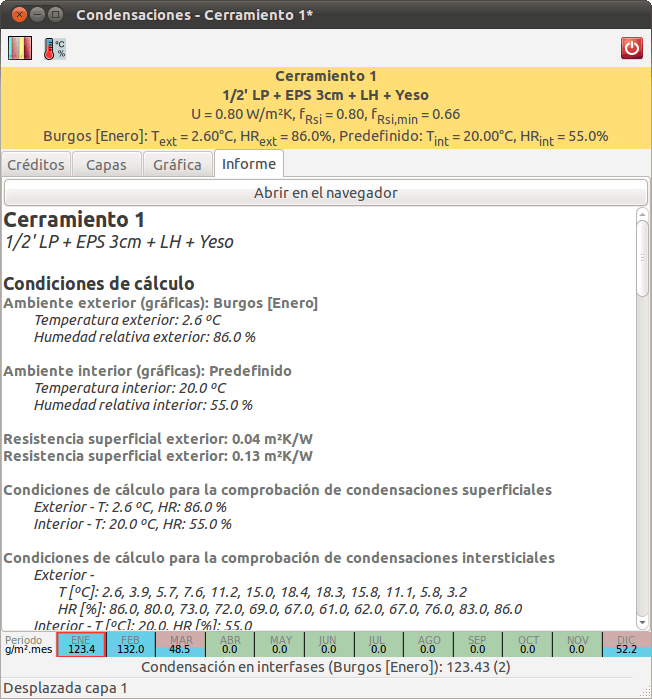 Condensaciones - Cerramiento 1*
°C
%
Cerramiento 1
1/2' LP + EPS 3cm + LH + Yeso
U = 0.80 W/m²K, fRsi = 0.80, fRsi,min = 0.66
Burgos [Enero]: Text = 2.60°C, HRext = 86.0%, Predefinido: Tint = 20.00°C, HRint = 55.0%
Créditos Capas Gráfica Informe
Abrir en el navegador
Cerramiento 1
1/2' LP + EPS 3cm + LH + Yeso
Condiciones de cálculo
Ambiente exterior (gráficas): Burgos [Enero]
Temperatura exterior: 2.6 ºC
Humedad relativa exterior: 86.0 %
Ambiente interior (gráficas): Predefinido
Temperatura interior: 20.0 ºC
Humedad relativa interior: 55.0 %
Resistencia superficial exterior: 0.04 m²K/W
Resistencia superficial exterior: 0.13 m²K/W
Condiciones de cálculo para la comprobación de condensaciones superficiales
Exterior - T: 2.6 ºC, HR: 86.0 %
Interior - T: 20.0 ºC, HR: 55.0 %
Condiciones de cálculo para la comprobación de condensaciones intersticiales
Exterior -
T [ºC]: 2.6, 3.9, 5.7, 7.6, 11.2, 15.0, 18.4, 18.3, 15.8, 11.1, 5.8, 3.2
HR [%]: 86.0, 80.0, 73.0, 72.0, 69.0, 67.0, 61.0, 62.0, 67.0, 76.0, 83.0, 86.0
Interior - T [ºC]: 20.0, HR [%]: 55.0
Periodo ENE FEB MAR ABR MAY JUN JUL AGO SEP OCT NOV DIC
g/m².mes 123.4 132.0 48.5 0.0 0.0 0.0 0.0 0.0 0.0 0.0 0.0 52.2
Condensación en interfases (Burgos [Enero]): 123.43 (2)
Desplazada capa 1